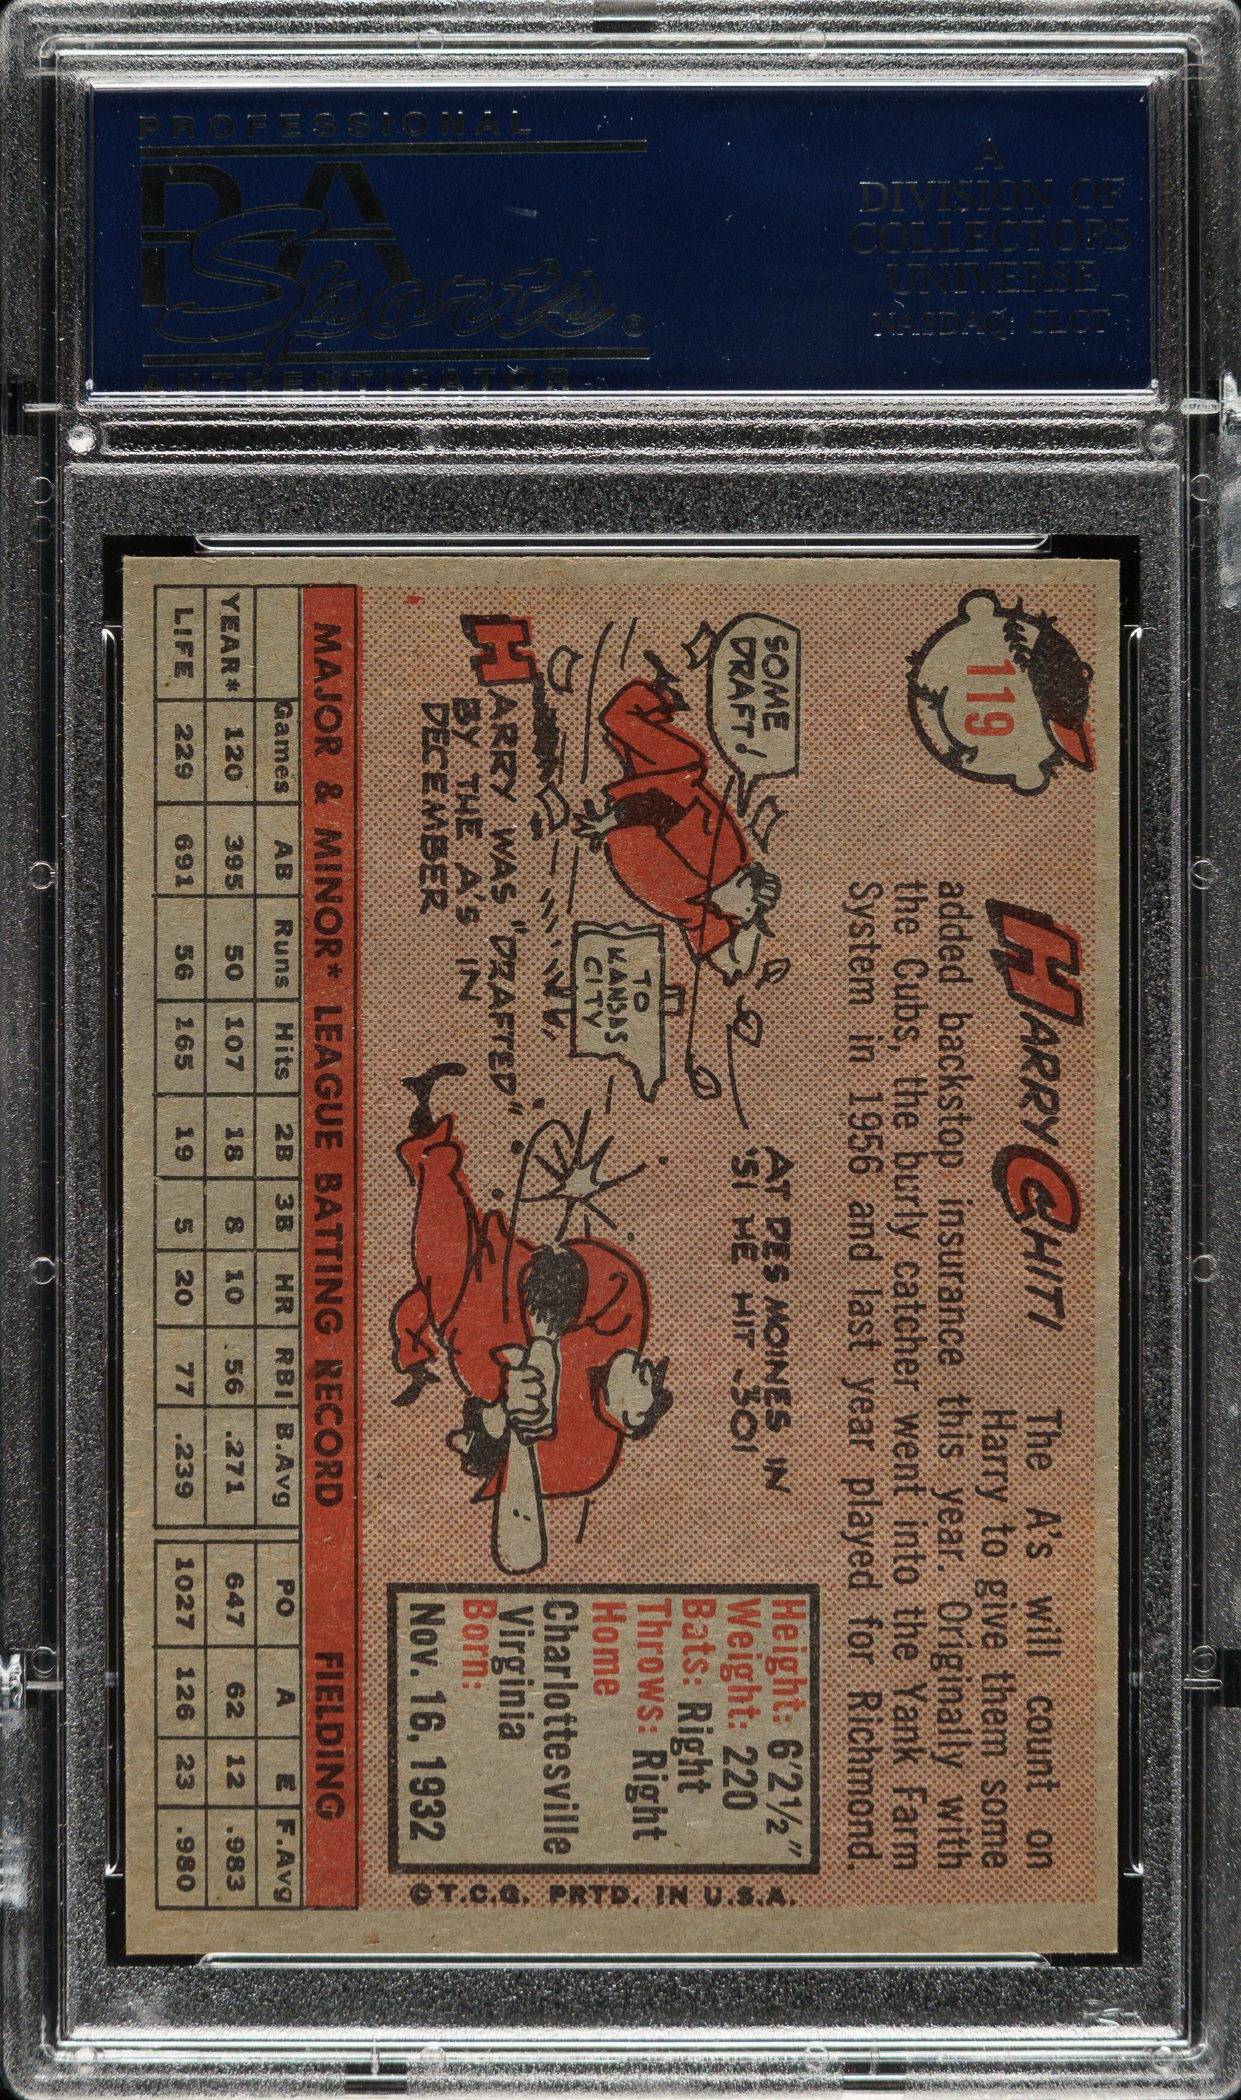 PROFESSIONAL
PSA
Sports®
AUTHENTICATOR
A
DIVISION OF
COLLECTORS
UNIVERSE
NASDAQ: CLCT
119
HARRY CHITI
The A's will count on
Harry to give them some
added backstop insurance this year. Originally with
the Cubs, the burly catcher went into the Yank Farm
System in 1956 and last year played for Richmond.
SOME
DRAFT!
TO
KANSAS
CITY
HARRY WAS "DRAFTED"
BY THE A'S IN
DECEMBER
AT DES MOINES IN
'51 HE HIT .301
Height: 6'2½"
Weight: 220
Bats: Right
Throws: Right
Home
Charlottesville
Virginia
Born:
Nov. 16, 1932
©T.C.G. PRTD. IN U.S.A.
MAJOR & MINOR* LEAGUE BATTING RECORD FIELDING
Games AB Runs Hits 2B 3B HR RBI B.Avg PO A E F.Avg
YEAR* 120 395 50 107 18 8 10 56 .271 647 62 12 .983
LIFE 229 691 56 165 19 5 20 77 .239 1027 126 23 .980